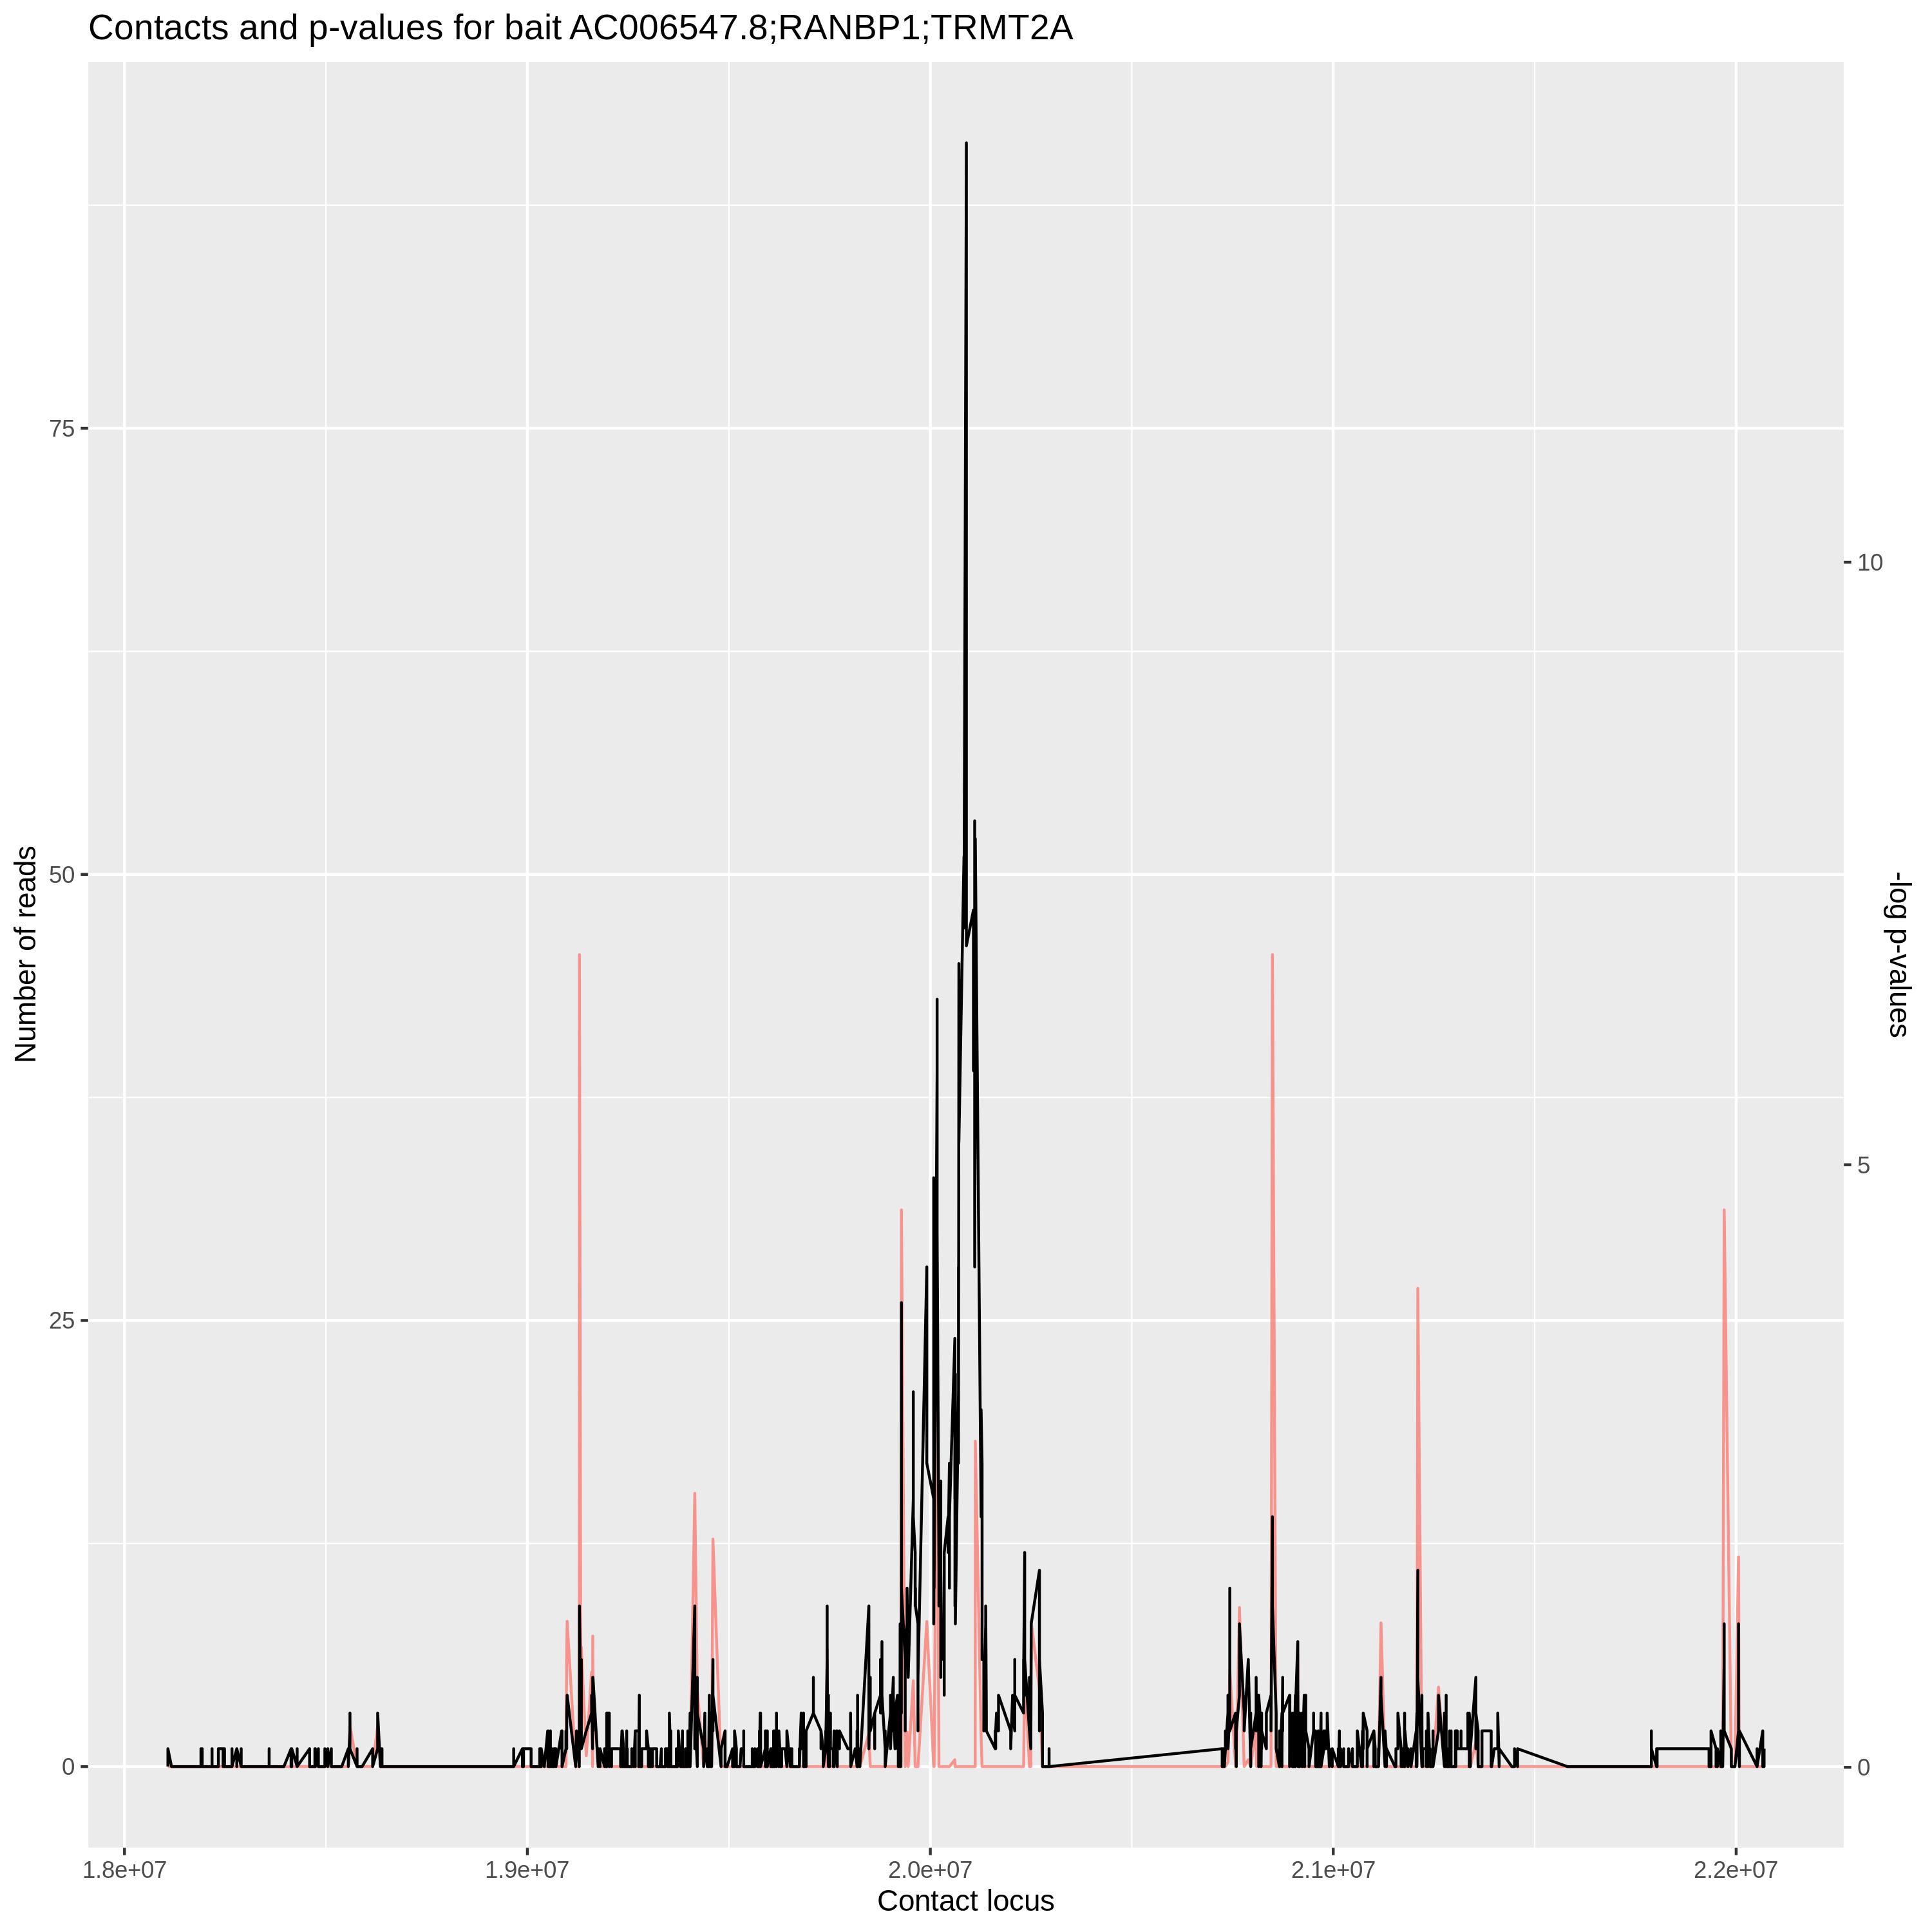 Contacts and p-values for bait AC006547.8;RANBP1;TRMT2A
75
50
25
0
Number of reads
10
5
0
-log p-values
1.8e+07
1.9e+07
2.0e+07
2.1e+07
2.2e+07
Contact locus